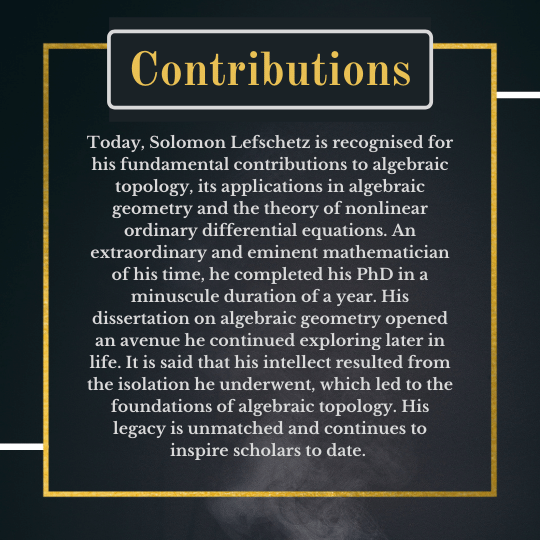 Contributions
Today, Solomon Lefschetz is recognised for
his fundamental contributions to algebraic
topology, its applications in algebraic
geometry and the theory of nonlinear
ordinary differential equations. An
extraordinary and eminent mathematician
of his time, he completed his PhD in a
minuscule duration of a year. His
dissertation on algebraic geometry opened
an avenue he continued exploring later in
life. It is said that his intellect resulted from
the isolation he underwent, which led to the
foundations of algebraic topology. His
legacy is unmatched and continues to
inspire scholars to date.